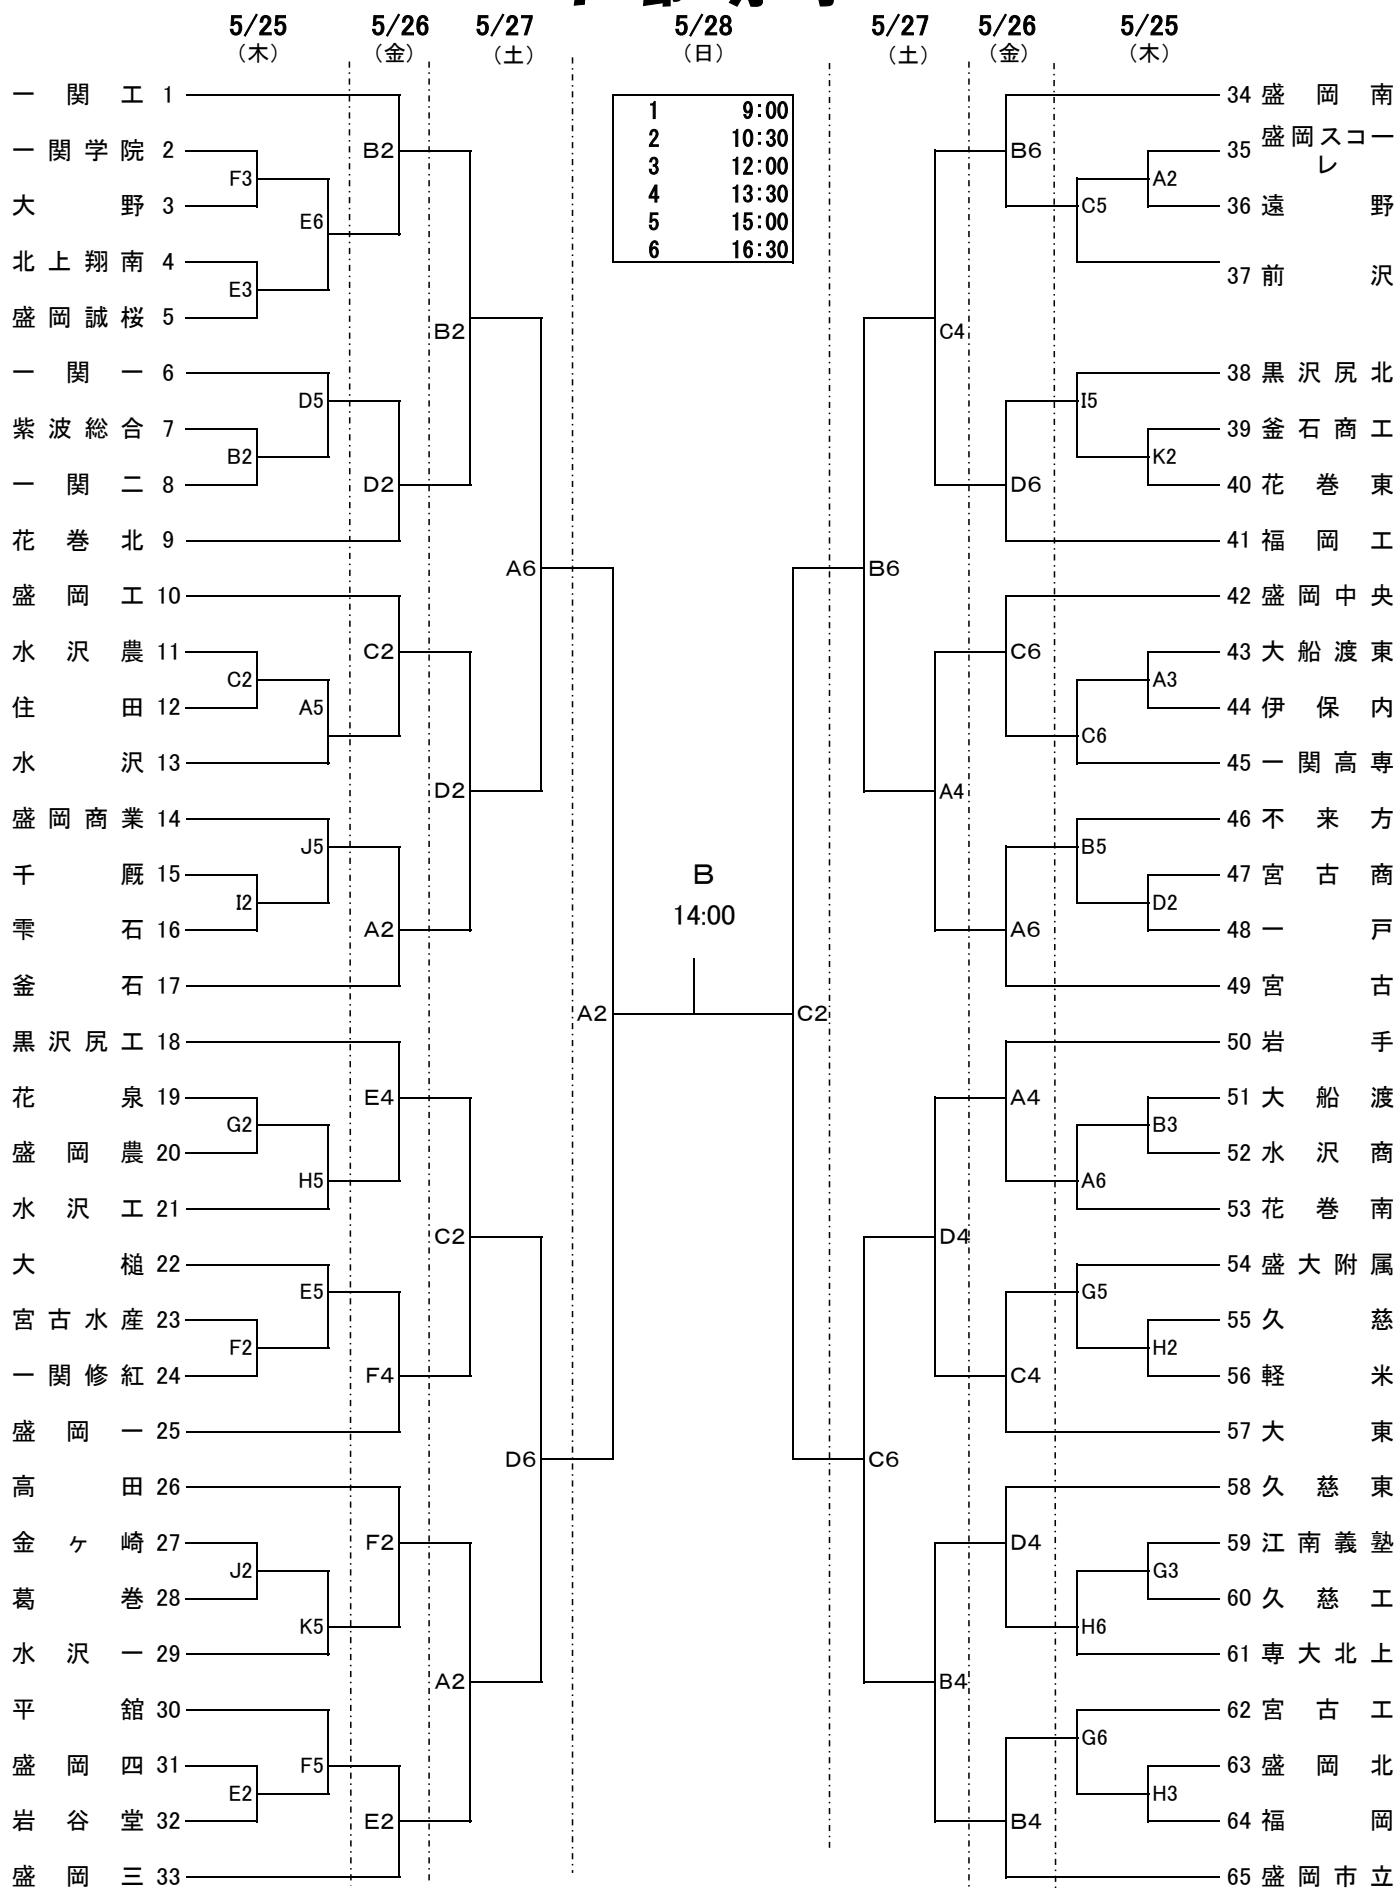 5/25 5/26 5/27 5/28 5/27 5/26 5/25
（木） （金） （土） （日） （土） （金） （木）
一関工 1
一関学院 2
大野 3
北上翔南 4
盛岡誠桜 5
一関一 6
紫波総合 7
一関二 8
花巻北 9
盛岡工 10
水沢農 11
住田 12
水沢 13
盛岡商業 14
千厩 15
雫石 16
釜石 17
黒沢尻工 18
花泉 19
盛岡農 20
水沢工 21
大槌 22
宮古水産 23
一関修紅 24
盛岡一 25
高田 26
金ヶ崎 27
葛巻 28
水沢一 29
平舘 30
盛岡四 31
岩谷堂 32
盛岡三 33
F3
E3
B2
C2
I2
G2
F2
J2
E2
E6
D5
A5
J5
H5
E5
K5
F5
B2
D2
C2
A2
E4
F4
F2
E2
B2
D2
C2
A2
A6
D6
A2
1 9:00
2 10:30
3 12:00
4 13:30
5 15:00
6 16:30
B
14:00
C2
B6
C6
C4
A4
D4
B4
B6
D6
C6
A6
A4
C4
D4
B4
C5
I5
C6
B5
A6
G5
H6
G6
A2
K2
A3
D2
B3
H2
G3
H3
34 盛岡南
35 盛岡スコー
レ
36 遠野
37 前沢
38 黒沢尻北
39 釜石商工
40 花巻東
41 福岡工
42 盛岡中央
43 大船渡東
44 伊保内
45 一関高専
46 不来方
47 宮古商
48 一戸
49 宮古
50 岩手
51 大船渡
52 水沢商
53 花巻南
54 盛大附属
55 久慈
56 軽米
57 大東
58 久慈東
59 江南義塾
60 久慈工
61 専大北上
62 宮古工
63 盛岡北
64 福岡
65 盛岡市立